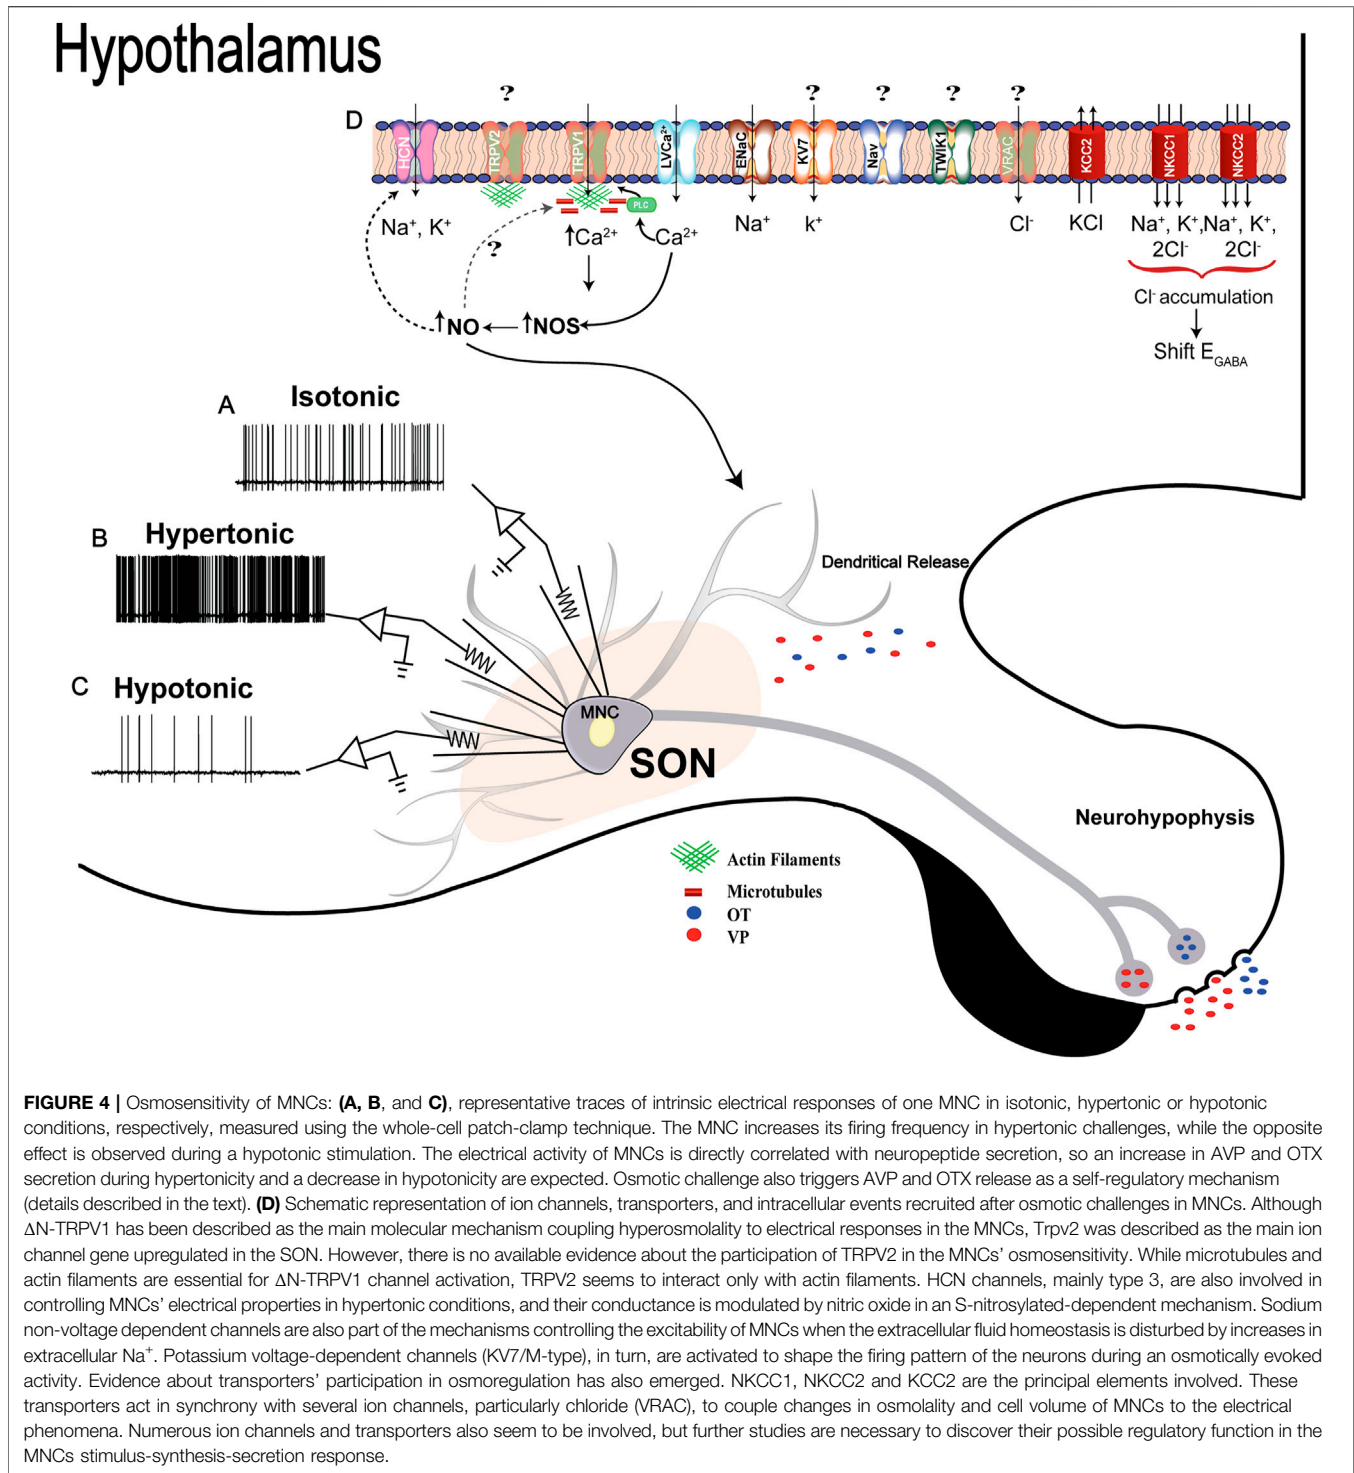 Hypothalamus
D
?
?
?
?
?
HCN
TRPV2
TRPV1
LVCa²⁺
ENaC
KV7
Nav
TWIK1
VRAC
KCC2
NKCC1
NKCC2
PLC
Na⁺, K⁺
?
↑Ca²⁺
Ca²⁺
Na⁺
k⁺
Cl⁻
KCl
Na⁺, K⁺, Na⁺, K⁺,
2Cl⁻ 2Cl⁻
Cl⁻ accumulation
Shift E_GABA
↑NO
↑NOS
A
Isotonic
B
Hypertonic
C
Hypotonic
Dendritical Release
MNC
SON
Neurohypophysis
Actin Filaments
Microtubules
OT
VP
FIGURE 4 | Osmosensitivity of MNCs: (A, B, and C), representative traces of intrinsic electrical responses of one MNC in isotonic, hypertonic or hypotonic
conditions, respectively, measured using the whole-cell patch-clamp technique. The MNC increases its firing frequency in hypertonic challenges, while the opposite
effect is observed during a hypotonic stimulation. The electrical activity of MNCs is directly correlated with neuropeptide secretion, so an increase in AVP and OTX
secretion during hypertonicity and a decrease in hypotonicity are expected. Osmotic challenge also triggers AVP and OTX release as a self-regulatory mechanism
(details described in the text). (D) Schematic representation of ion channels, transporters, and intracellular events recruited after osmotic challenges in MNCs. Although
ΔN-TRPV1 has been described as the main molecular mechanism coupling hyperosmolality to electrical responses in the MNCs, Trpv2 was described as the main ion
channel gene upregulated in the SON. However, there is no available evidence about the participation of TRPV2 in the MNCs' osmosensitivity. While microtubules and
actin filaments are essential for ΔN-TRPV1 channel activation, TRPV2 seems to interact only with actin filaments. HCN channels, mainly type 3, are also involved in
controlling MNCs' electrical properties in hypertonic conditions, and their conductance is modulated by nitric oxide in an S-nitrosylated-dependent mechanism. Sodium
non-voltage dependent channels are also part of the mechanisms controlling the excitability of MNCs when the extracellular fluid homeostasis is disturbed by increases in
extracellular Na⁺. Potassium voltage-dependent channels (KV7/M-type), in turn, are activated to shape the firing pattern of the neurons during an osmotically evoked
activity. Evidence about transporters' participation in osmoregulation has also emerged. NKCC1, NKCC2 and KCC2 are the principal elements involved. These
transporters act in synchrony with several ion channels, particularly chloride (VRAC), to couple changes in osmolality and cell volume of MNCs to the electrical
phenomena. Numerous ion channels and transporters also seem to be involved, but further studies are necessary to discover their possible regulatory function in the
MNCs stimulus-synthesis-secretion response.